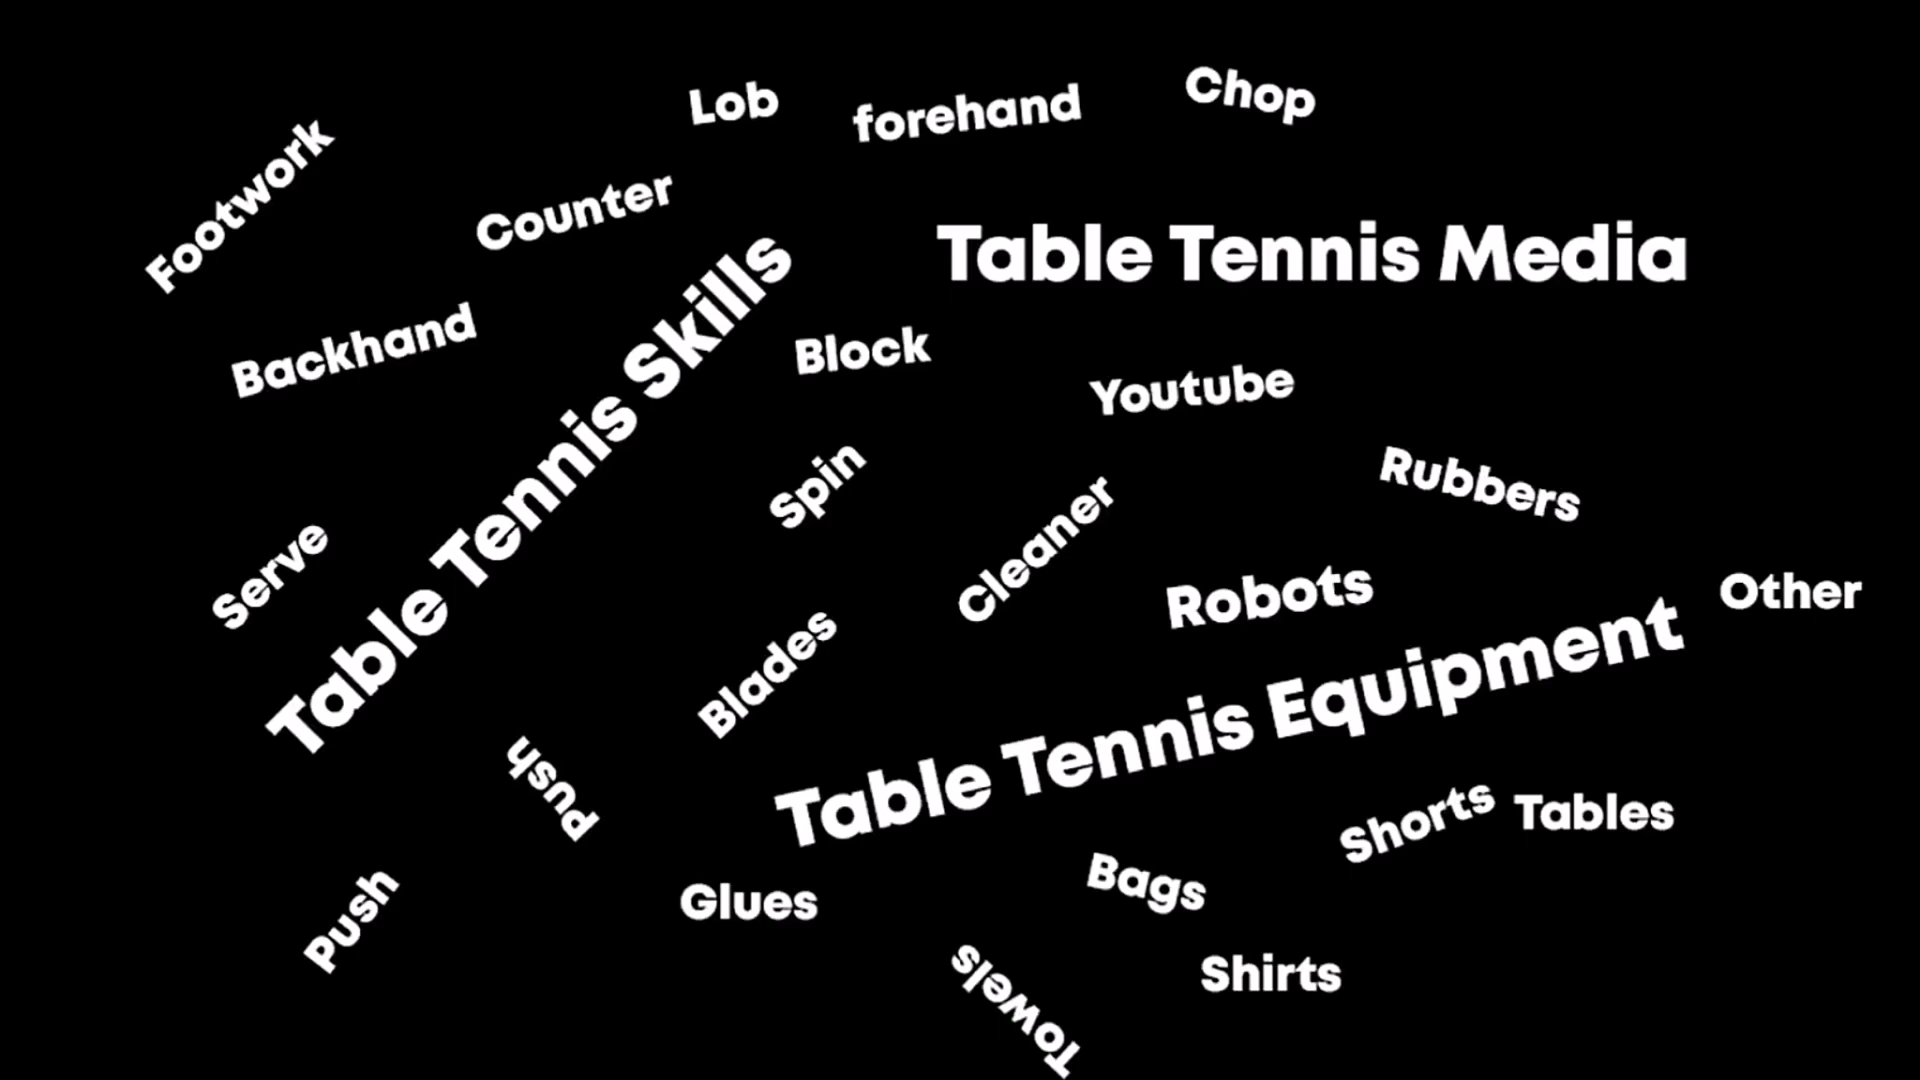 Lob
forehand
Chop
Footwork
Counter
Table Tennis Media
Table Tennis Skills
Backhand
Block
Youtube
Spin
Rubbers
Cleaner
Serve
Robots
Other
Blades
Table Tennis Equipment
Push
Shorts
Tables
Bags
Glues
Push
Shirts
Towels